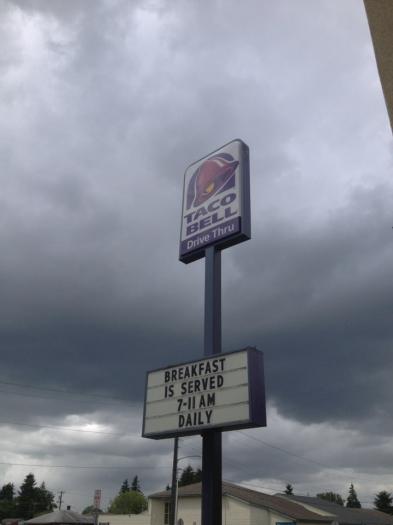 TACO
BELL
Drive Thru
BREAKFAST
IS SERVED
7-11 AM
DAILY